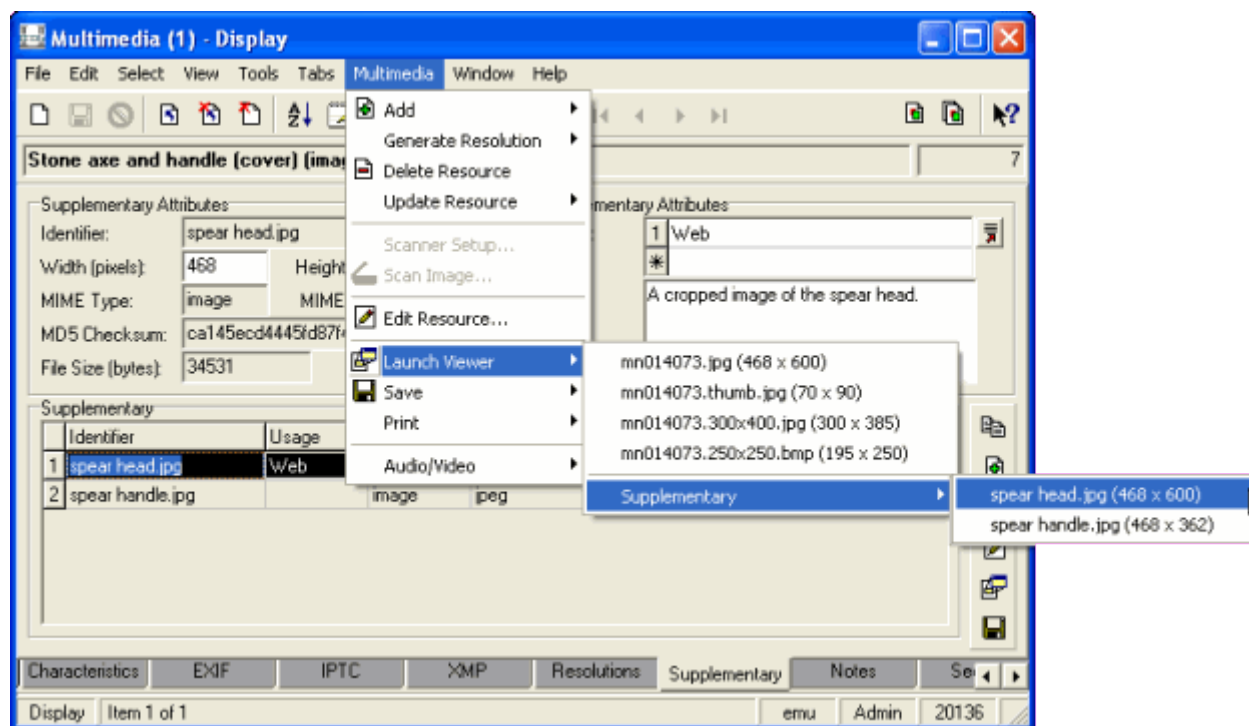 Multimedia (1) - Display
File Edit Select View Tools Tabs Multimedia Window Help
Stone axe and handle (cover) (imag 7
Add
Generate Resolution
Delete Resource
Update Resource
Scanner Setup...
Scan Image...
Edit Resource...
Launch Viewer
Save
Print
Audio/Video
Supplementary Attributes
Identifier: spear head.jpg
Width (pixels): 468 Height
MIME Type: image MIME
MD5 Checksum: ca145ecd4445fd87f
File Size (bytes): 34531
mentary Attributes
1 Web
A cropped image of the spear head.
mn014073.jpg (468 x 600)
mn014073.thumb.jpg (70 x 90)
mn014073.300x400.jpg (300 x 385)
mn014073.250x250.bmp (195 x 250)
Supplementary
spear head.jpg (468 x 600)
spear handle.jpg (468 x 362)
Supplementary
Identifier Usage
1 spear head.jpg Web
2 spear handle.jpg image jpeg
Characteristics EXIF IPTC XMP Resolutions Supplementary Notes Se
Display Item 1 of 1 emu Admin 20136